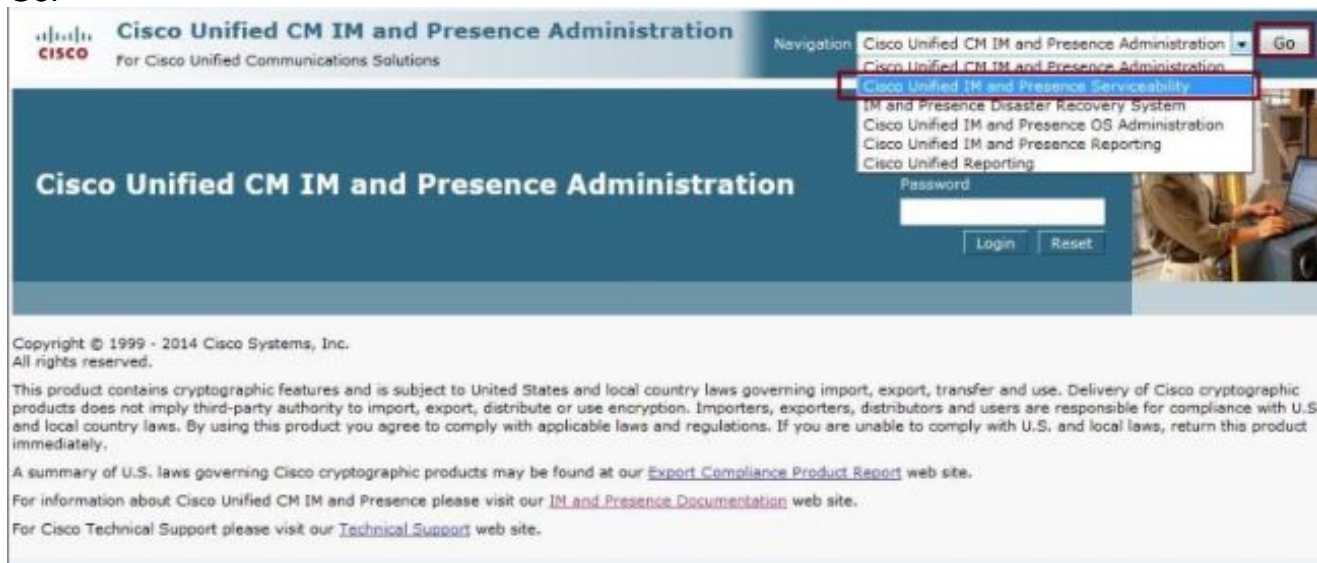 Cisco Unified CM IM and Presence Administration
CISCO
For Cisco Unified Communications Solutions
Navigation
Cisco Unified CM IM and Presence Administration
Go
Cisco Unified CM IM and Presence Administration
Cisco Unified IM and Presence Serviceability
IM and Presence Disaster Recovery System
Cisco Unified IM and Presence OS Administration
Cisco Unified IM and Presence Reporting
Cisco Unified Reporting
Cisco Unified CM IM and Presence Administration
Password
Login
Reset
Copyright © 1999 - 2014 Cisco Systems, Inc.
All rights reserved.
This product contains cryptographic features and is subject to United States and local country laws governing import, export, transfer and use. Delivery of Cisco cryptographic
products does not imply third-party authority to import, export, distribute or use encryption. Importers, exporters, distributors and users are responsible for compliance with U.S
and local country laws. By using this product you agree to comply with applicable laws and regulations. If you are unable to comply with U.S. and local laws, return this product
immediately.
A summary of U.S. laws governing Cisco cryptographic products may be found at our Export Compliance Product Report web site.
For information about Cisco Unified CM IM and Presence please visit our IM and Presence Documentation web site.
For Cisco Technical Support please visit our Technical Support web site.